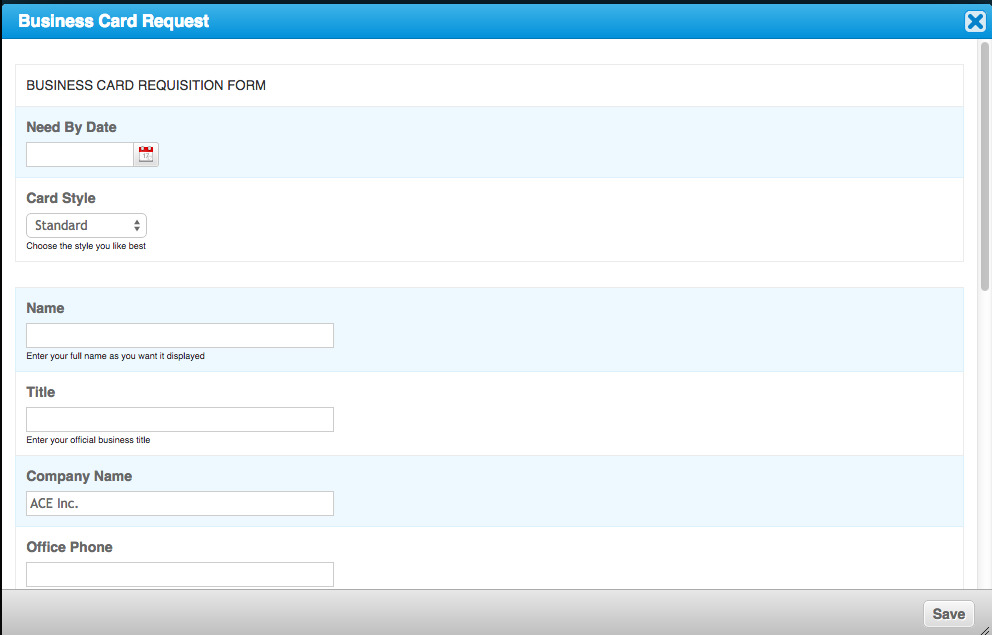 Business Card Request
BUSINESS CARD REQUISITION FORM
Need By Date
12
Card Style
Standard
Choose the style you like best
Name
Enter your full name as you want it displayed
Title
Enter your official business title
Company Name
ACE Inc.
Office Phone
Save